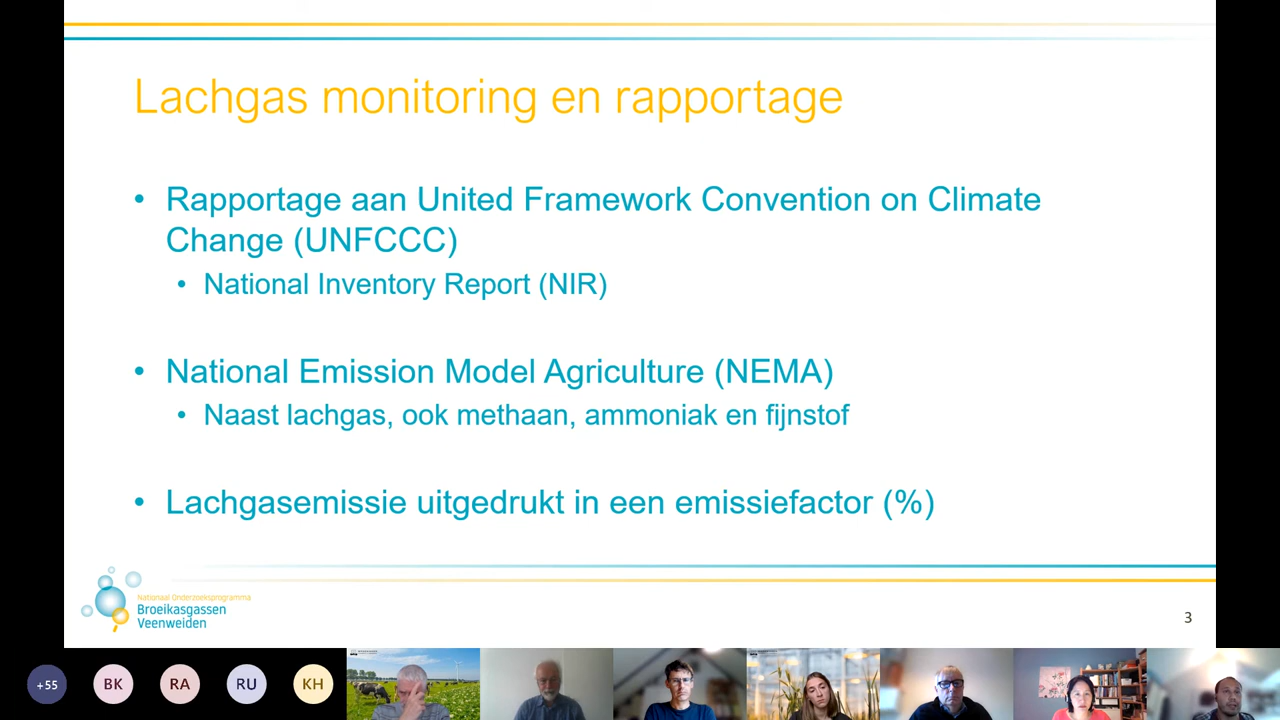 Lachgas monitoring en rapportage
• Rapportage aan United Framework Convention on Climate
Change (UNFCCC)
• National Inventory Report (NIR)
• National Emission Model Agriculture (NEMA)
• Naast lachgas, ook methaan, ammoniak en fijnstof
• Lachgasemissie uitgedrukt in een emissiefactor (%)
Nationaal Onderzoeksprogramma
Broeikasgassen
Veenweiden
3
+55
BK
RA
RU
KH